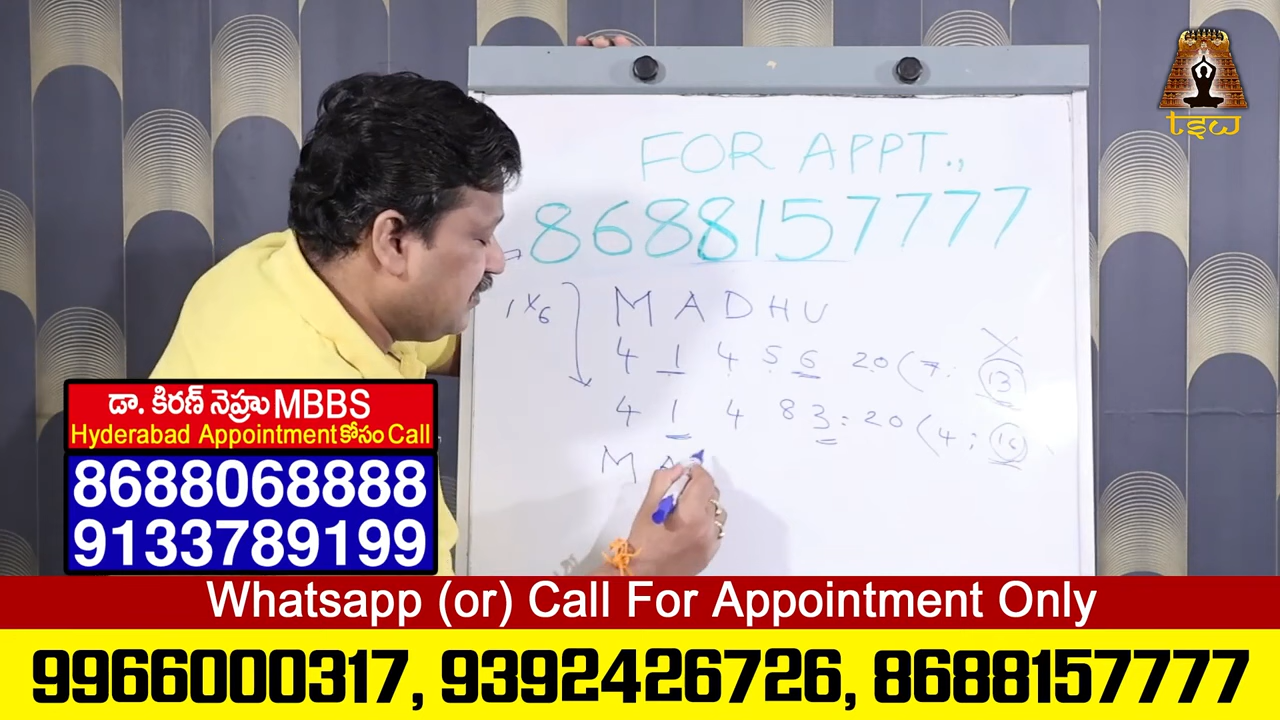 TSW
FOR APPT.,
8688157777
1 X 6
M A D H U
4 1 4 5 6 20 ( 7 : 13
4 1 4 8 3 : 20 ( 4 ; 16
M A
డా. కిరణ్ నెహ్రు MBBS
Hyderabad Appointment కోసం Call
8688068888
9133789199
Whatsapp (or) Call For Appointment Only
9966000317, 9392426726, 8688157777